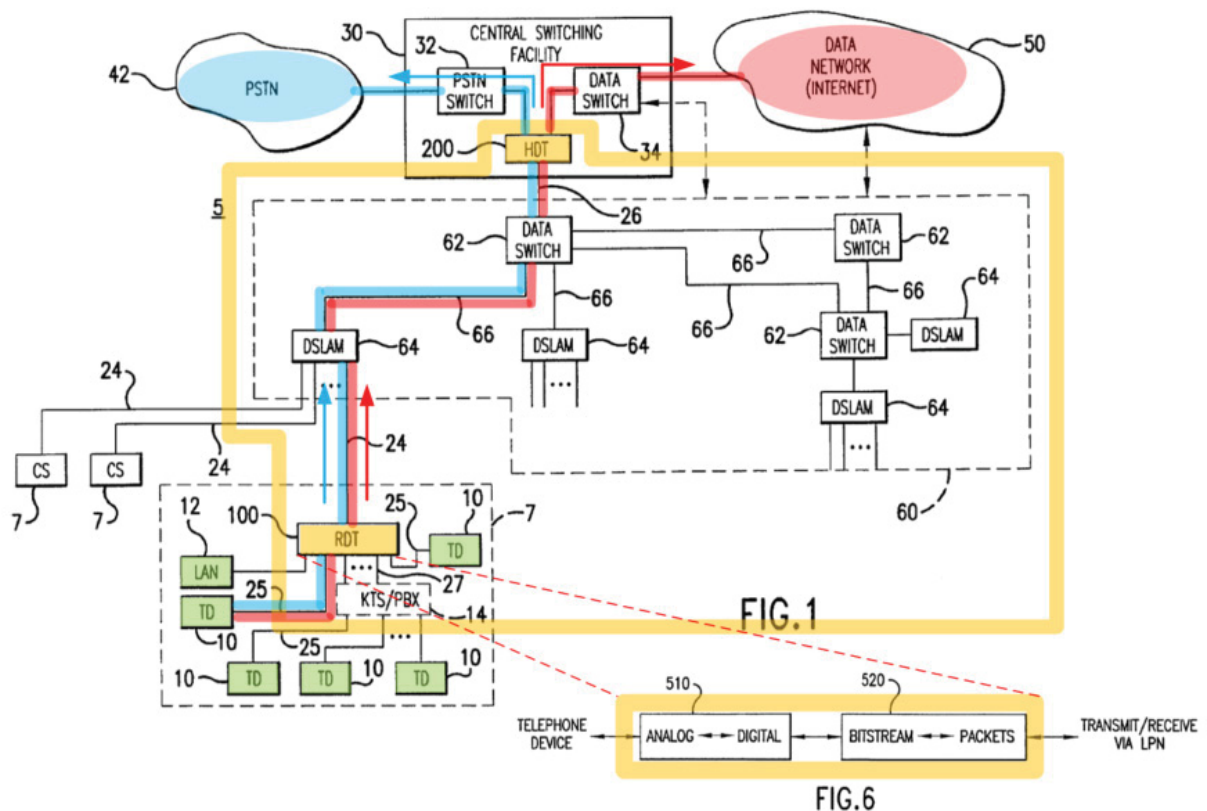 30
32
CENTRAL SWITCHING
FACILITY
42
PSTN
PSTN
SWITCH
DATA
SWITCH
DATA
NETWORK
(INTERNET)
50
200
HDT
34
5
26
62
DATA
SWITCH
66
DATA
SWITCH
62
66
66
66
66
64
DSLAM
64
DSLAM
64
62
DATA
SWITCH
DSLAM
24
...
...
DSLAM
64
24
24
...
CS
CS
7
7
60
12
100
RDT
25
10
7
TD
LAN
...
27
25
KTS/PBX
14
TD
10
25
...
FIG.1
10
TD
TD
10
TD
10
510
520
TELEPHONE
DEVICE
ANALOG
DIGITAL
BITSTREAM
PACKETS
TRANSMIT/RECEIVE
VIA LPN
FIG.6